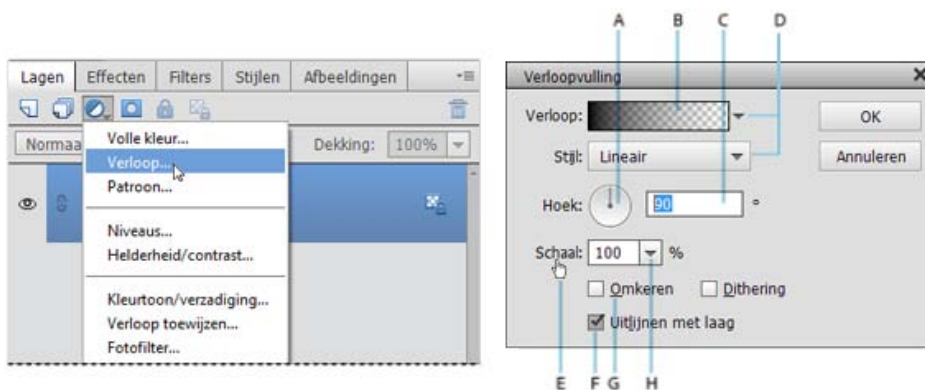 A B C D
Lagen Effecten Filters Stijlen Afbeeldingen
Normaa Dekking: 100%
Volle kleur...
Verloop...
Patroon...
Niveaus...
Helderheid/contrast...
Kleurtoon/verzadiging...
Verloop toewijzen...
Fotofilter...
Verloopvulling
Verloop: OK
Stijl: Lineair Annuleren
Hoek: 90 °
Schaal: 100 %
Omkeren Dithering
Uitlijnen met laag
E F G H